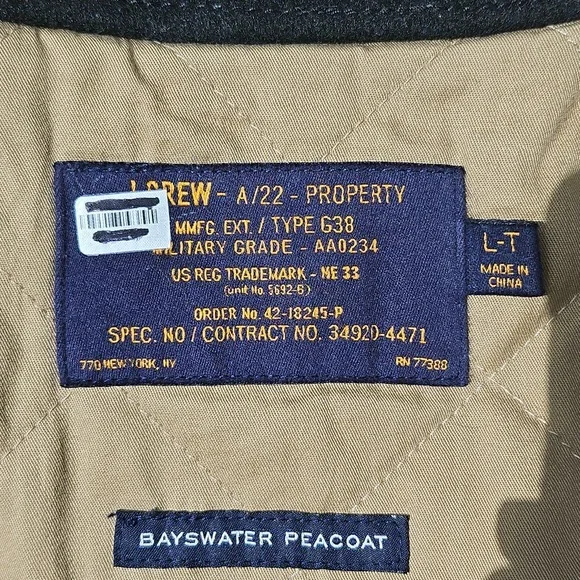 J.CREW - A/22 - PROPERTY
MMFG. EXT. / TYPE G38
MILITARY GRADE - AA0234
US REG TRADEMARK - NE 33
(unit No. 5692-6)
ORDER No. 42-18245-P
SPEC. NO / CONTRACT NO. 34920-4471
770 NEW YORK, NY RN 77388
L-T
MADE IN
CHINA
BAYSWATER PEACOAT